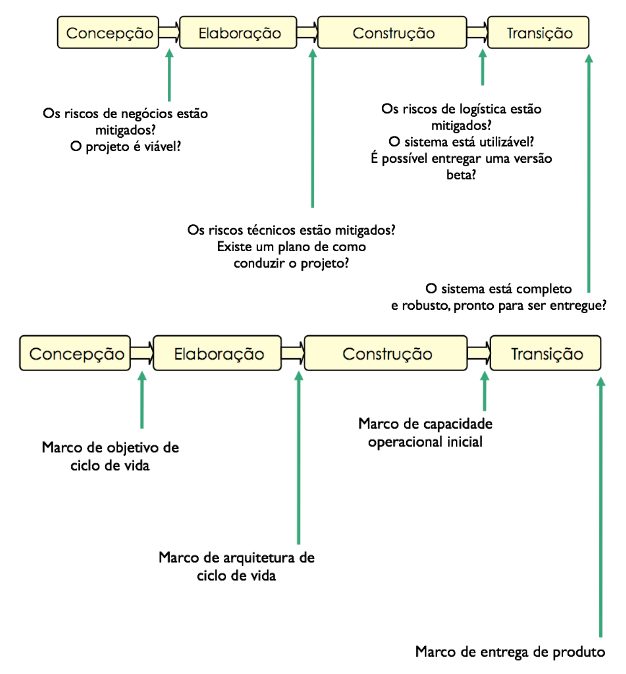 Concepção
Elaboração
Construção
Transição
Os riscos de negócios estão
mitigados?
O projeto é viável?
Os riscos de logística estão
mitigados?
O sistema está utilizável?
É possível entregar uma versão
beta?
Os riscos técnicos estão mitigados?
Existe um plano de como
conduzir o projeto?
O sistema está completo
e robusto, pronto para ser entregue?
Concepção
Elaboração
Construção
Transição
Marco de objetivo de
ciclo de vida
Marco de capacidade
operacional inicial
Marco de arquitetura de
ciclo de vida
Marco de entrega de produto